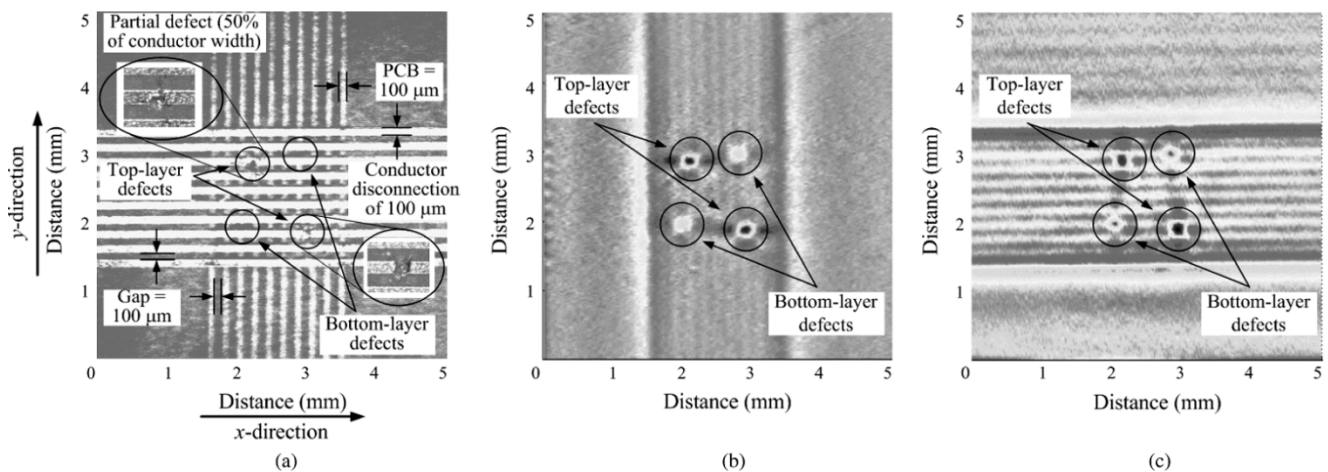 Partial defect (50%
of conductor width)
PCB =
100 μm
Top-layer
defects
Conductor
disconnection
of 100 μm
Gap =
100 μm
Bottom-layer
defects
y-direction
Distance (mm)
5
4
3
2
1
0 1 2 3 4 5
Distance (mm)
x-direction
(a)
Top-layer
defects
Bottom-layer
defects
Distance (mm)
5
4
3
2
1
0 1 2 3 4 5
Distance (mm)
(b)
Top-layer
defects
Bottom-layer
defects
Distance (mm)
5
4
3
2
1
0 1 2 3 4 5
Distance (mm)
(c)